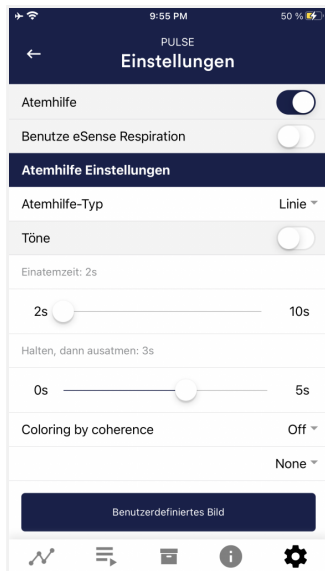 9:55 PM
50 %
PULSE
Einstellungen
Atemhilfe
Benutze eSense Respiration
Atemhilfe Einstellungen
Atemhilfe-Typ Linie
Töne
Einatemzeit: 2s
2s 10s
Halten, dann ausatmen: 3s
0s 5s
Coloring by coherence Off
None
Benutzerdefiniertes Bild